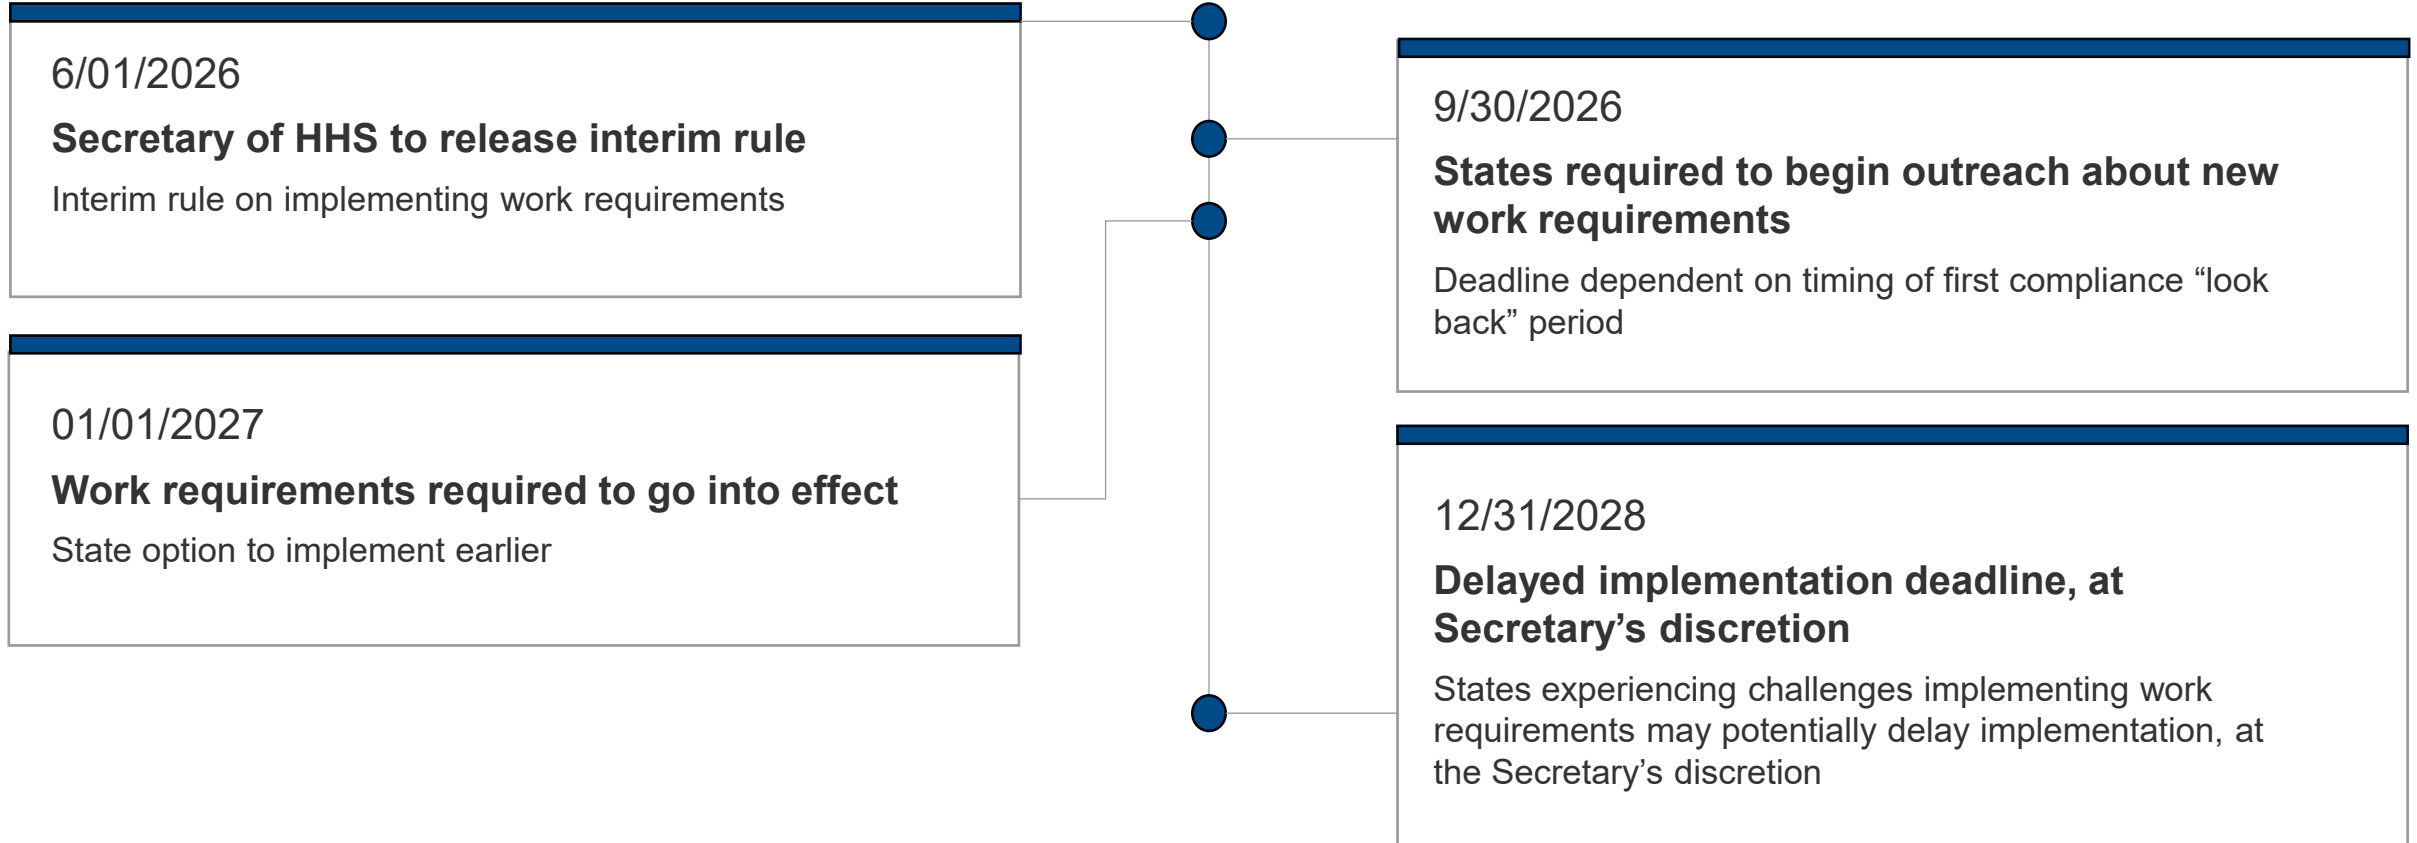 6/01/2026
Secretary of HHS to release interim rule
Interim rule on implementing work requirements
9/30/2026
States required to begin outreach about new
work requirements
Deadline dependent on timing of first compliance “look
back” period
01/01/2027
Work requirements required to go into effect
State option to implement earlier
12/31/2028
Delayed implementation deadline, at
Secretary’s discretion
States experiencing challenges implementing work
requirements may potentially delay implementation, at
the Secretary’s discretion